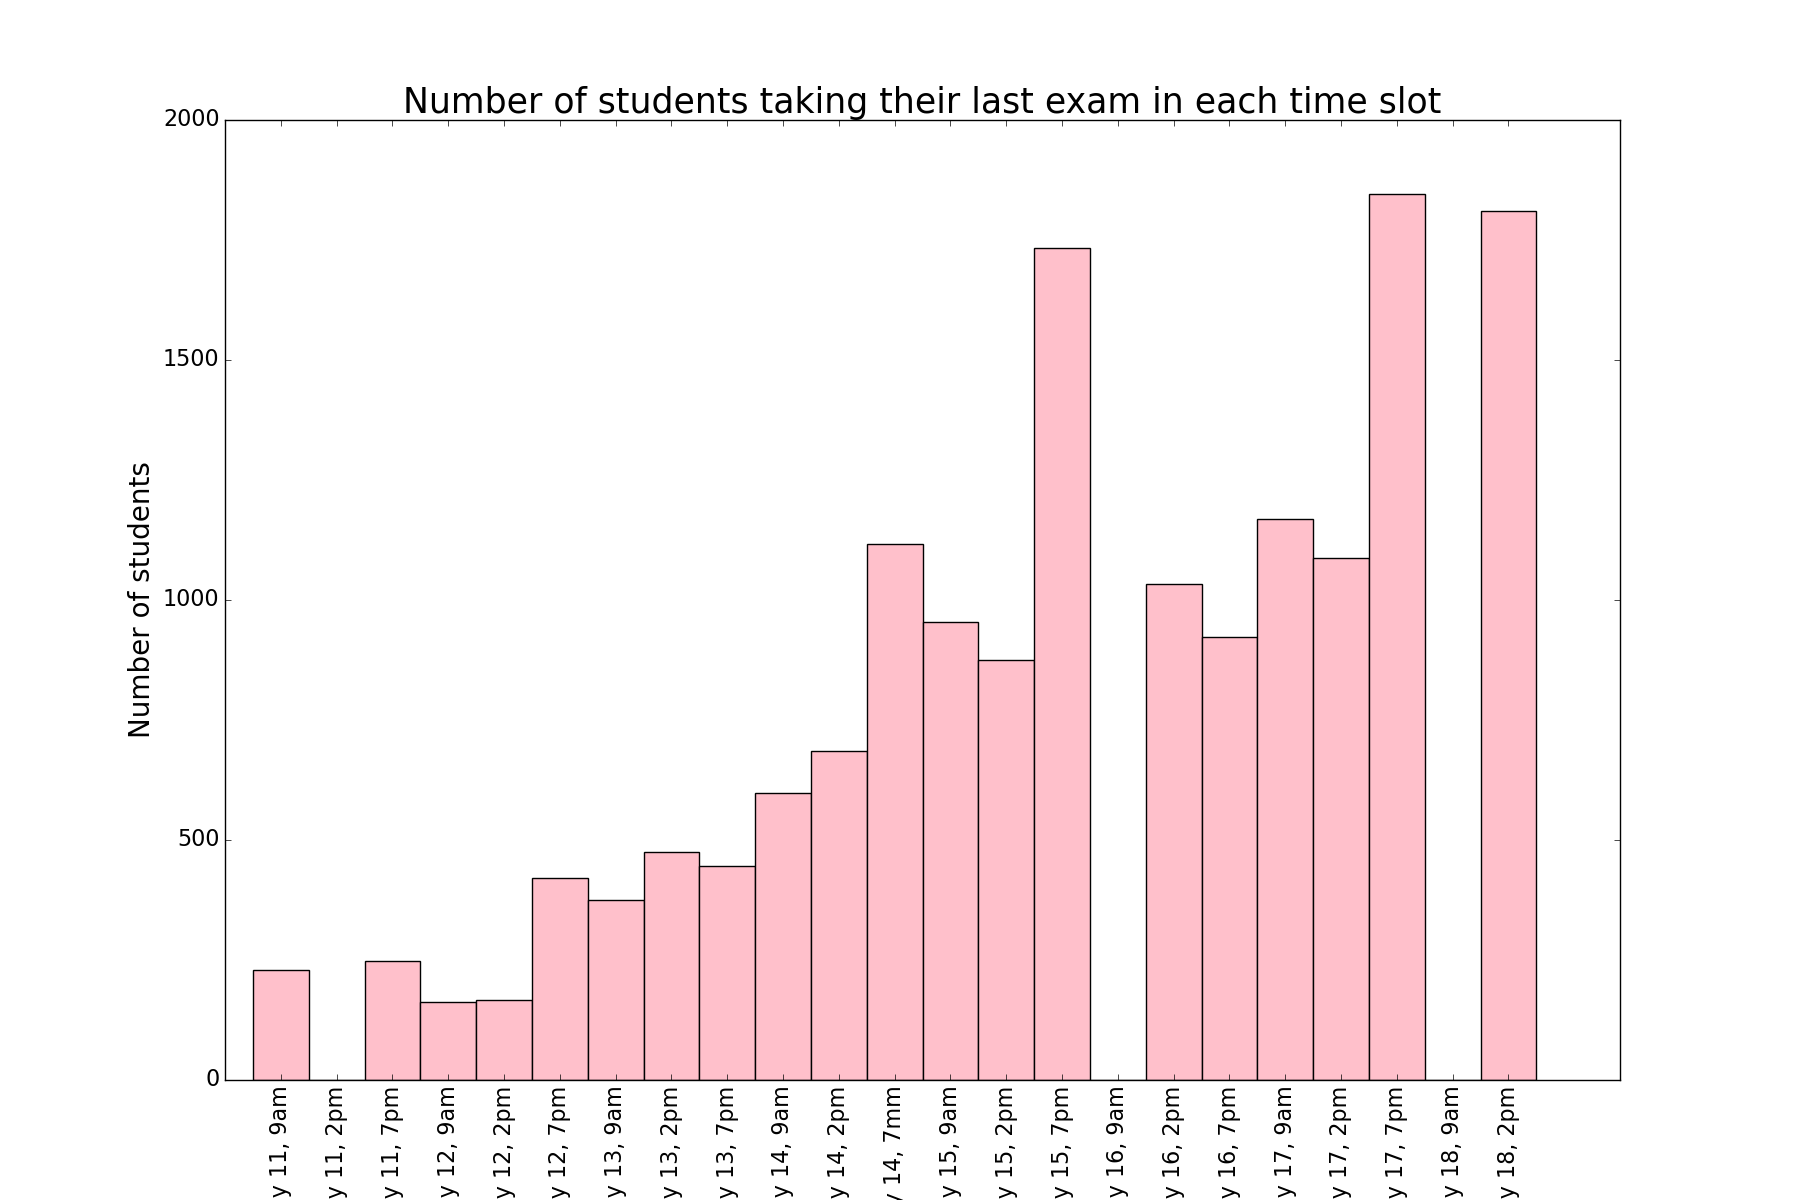 Number of students taking their last exam in each time slot
Number of students
2000
1500
1000
500
0
y 11, 9am
y 11, 2pm
y 11, 7pm
y 12, 9am
y 12, 2pm
y 12, 7pm
y 13, 9am
y 13, 2pm
y 13, 7pm
y 14, 9am
y 14, 2pm
y 14, 7mm
y 15, 9am
y 15, 2pm
y 15, 7pm
y 16, 9am
y 16, 2pm
y 16, 7pm
y 17, 9am
y 17, 2pm
y 17, 7pm
y 18, 9am
y 18, 2pm